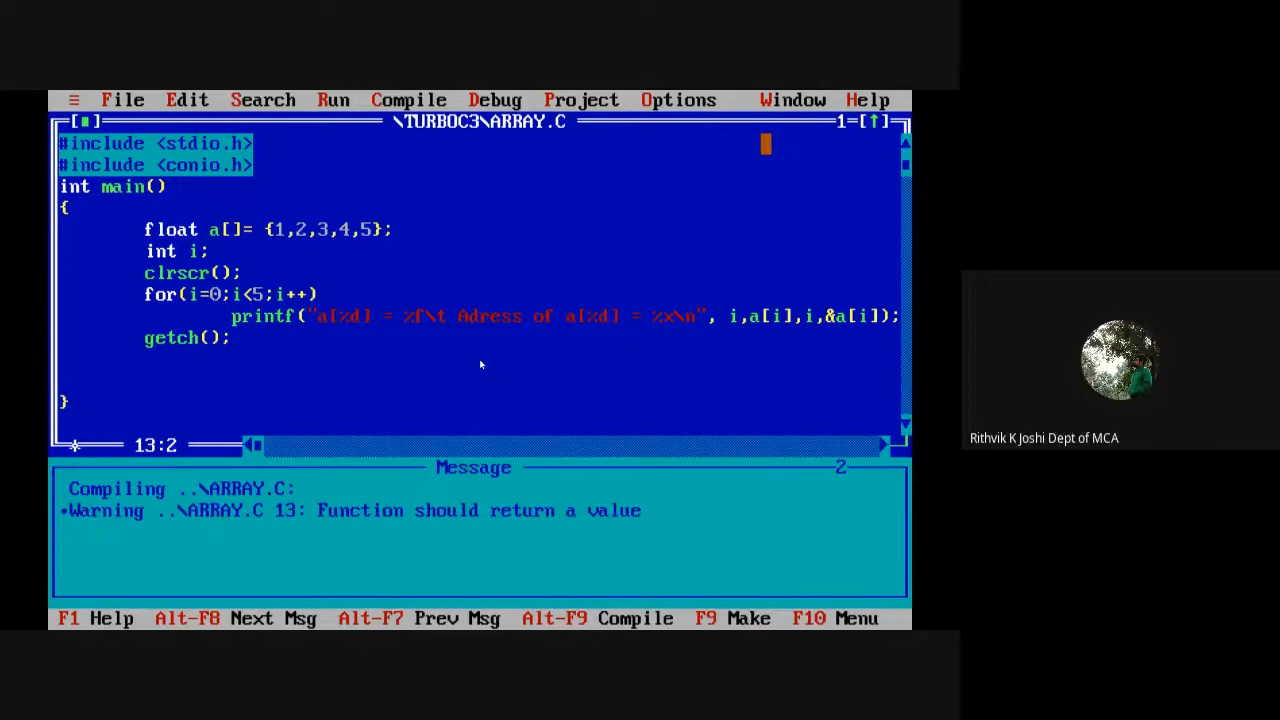 ≡ File Edit Search Run Compile Debug Project Options Window Help
[■] \TURBOC3\ARRAY.C 1=[↑]
#include <stdio.h>
#include <conio.h>
int main()
{
float a[]= {1,2,3,4,5};
int i;
clrscr();
for(i=0;i<5;i++)
printf("a[%d] = %f\t Adress of a[%d] = %x\n", i,a[i],i,&a[i]);
getch();
}
13:2
Message 2
Compiling ..\ARRAY.C:
•Warning ..\ARRAY.C 13: Function should return a value
F1 Help Alt-F8 Next Msg Alt-F7 Prev Msg Alt-F9 Compile F9 Make F10 Menu
Rithvik K Joshi Dept of MCA